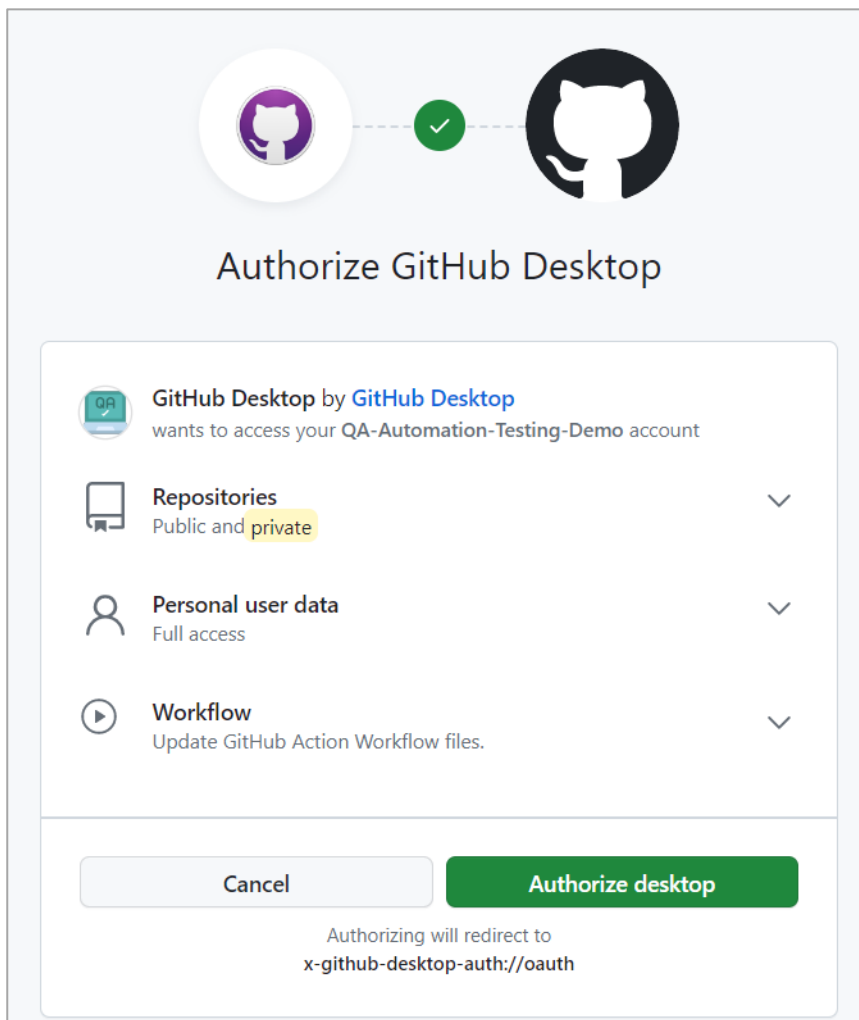 Authorize GitHub Desktop
QA
GitHub Desktop by GitHub Desktop
wants to access your QA-Automation-Testing-Demo account
Repositories
Public and private
Personal user data
Full access
Workflow
Update GitHub Action Workflow files.
Cancel
Authorize desktop
Authorizing will redirect to
x-github-desktop-auth://oauth